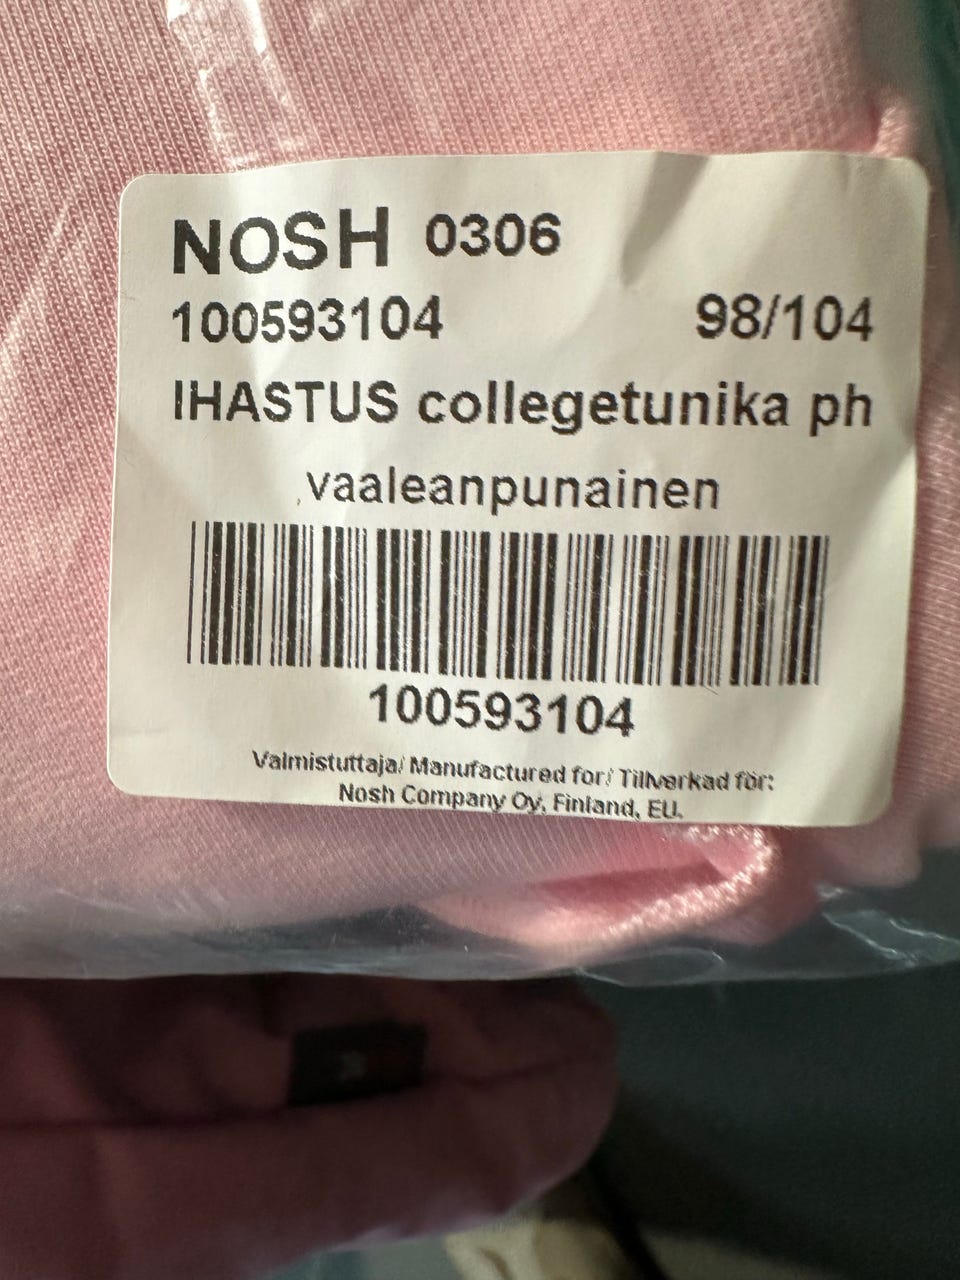 NOSH 0306
100593104 98/104
IHASTUS collegetunika ph
,vaaleanpunainen
100593104
Valmistuttaja/ Manufactured for/ Tillverkad för:
Nosh Company Oy, Finland, EU.